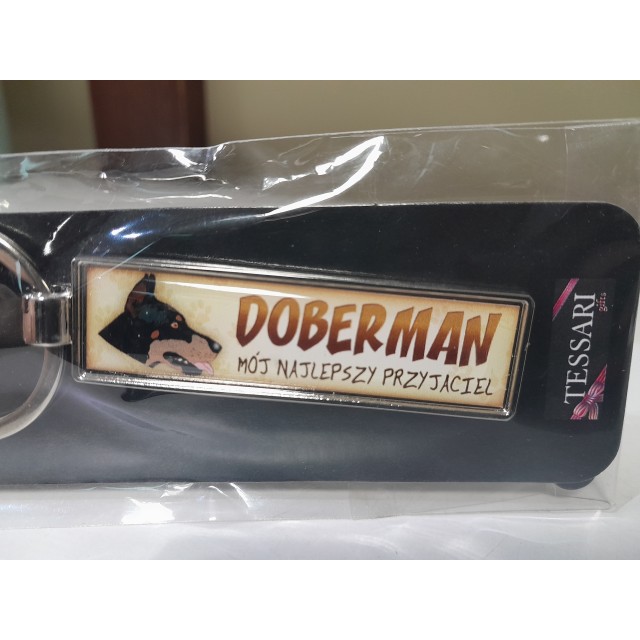 DOBERMAN
MÓJ NAJLEPSZY PRZYJACIEL
TESSARI
gifts